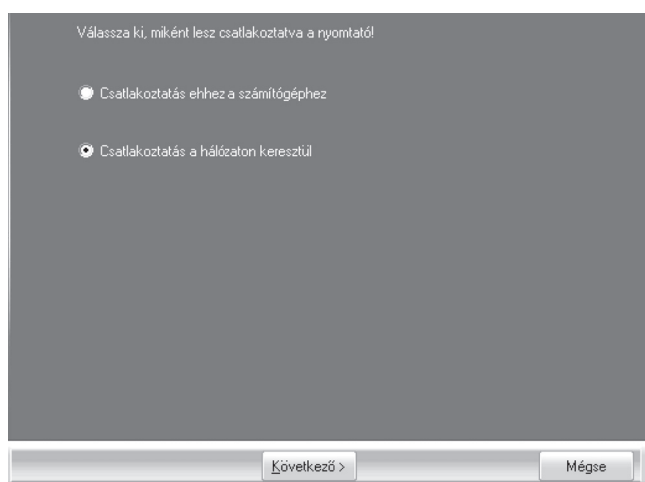 Válassza ki, miként lesz csatlakoztatva a nyomtató!
Csatlakoztatás ehhez a számítógéphez
Csatlakoztatás a hálózaton keresztül
Következő >
Mégse